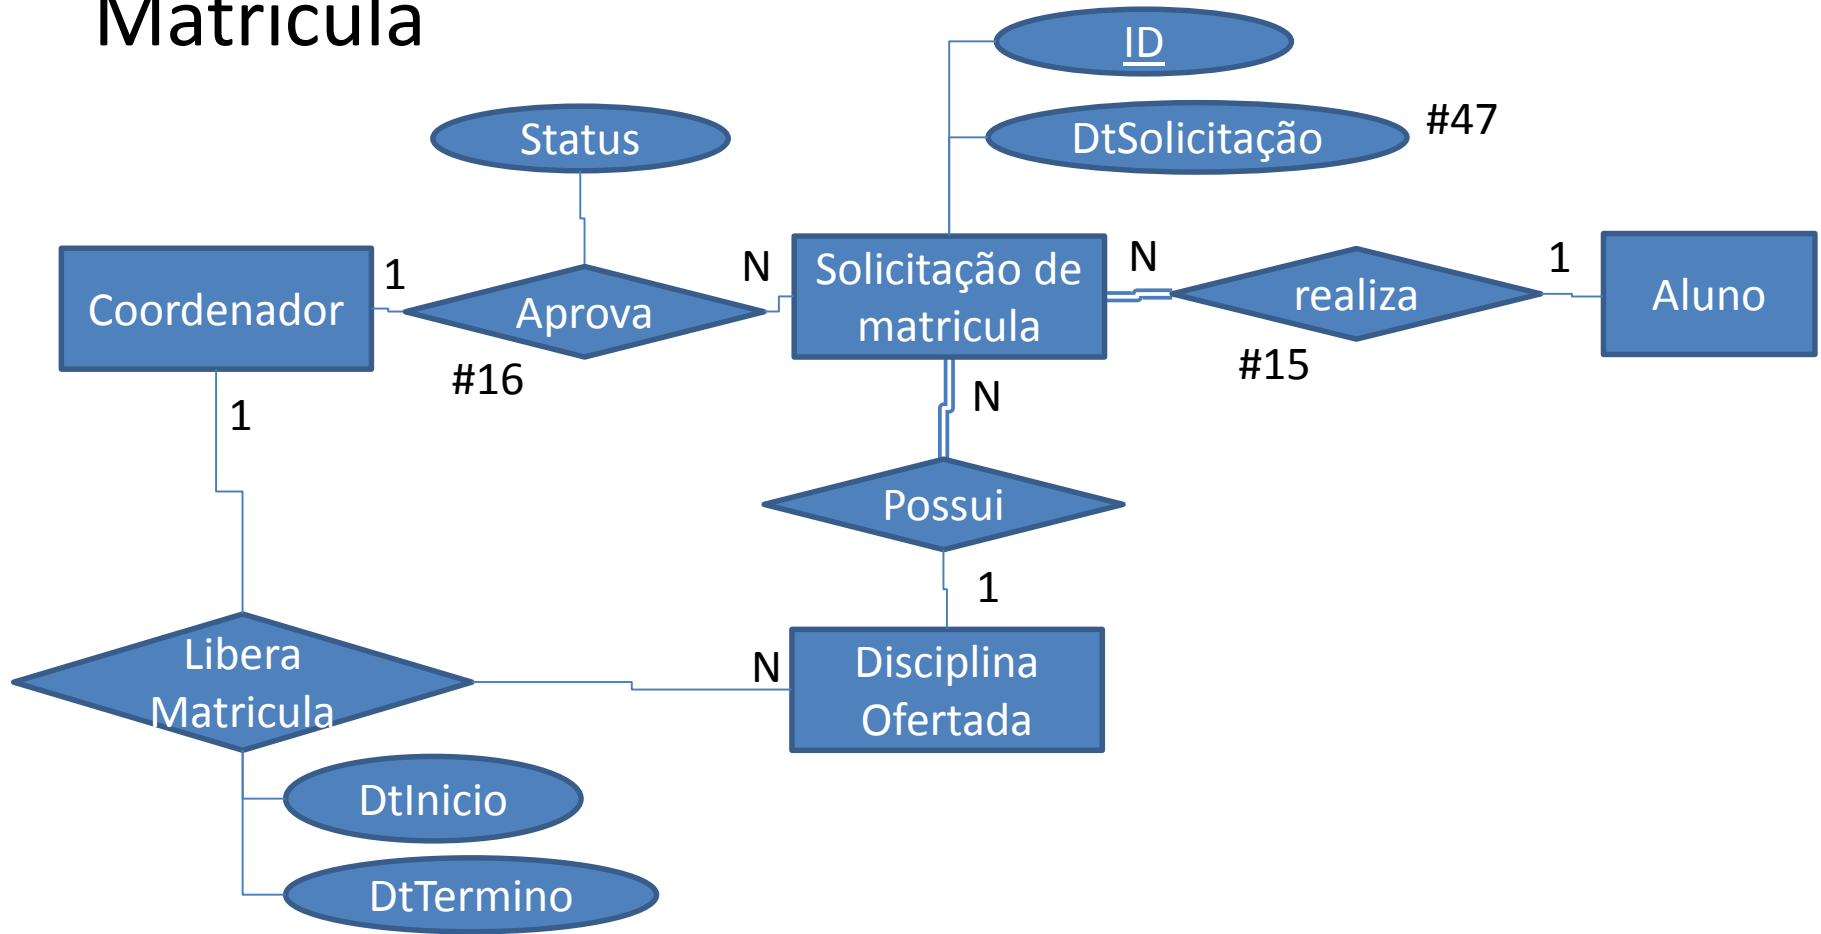 Matricula
ID
DtSolicitação
#47
Status
Coordenador
1
Aprova
#16
N
Solicitação de
matricula
N
realiza
#15
1
Aluno
1
N
Possui
1
Libera
Matricula
N
Disciplina
Ofertada
DtInicio
DtTermino